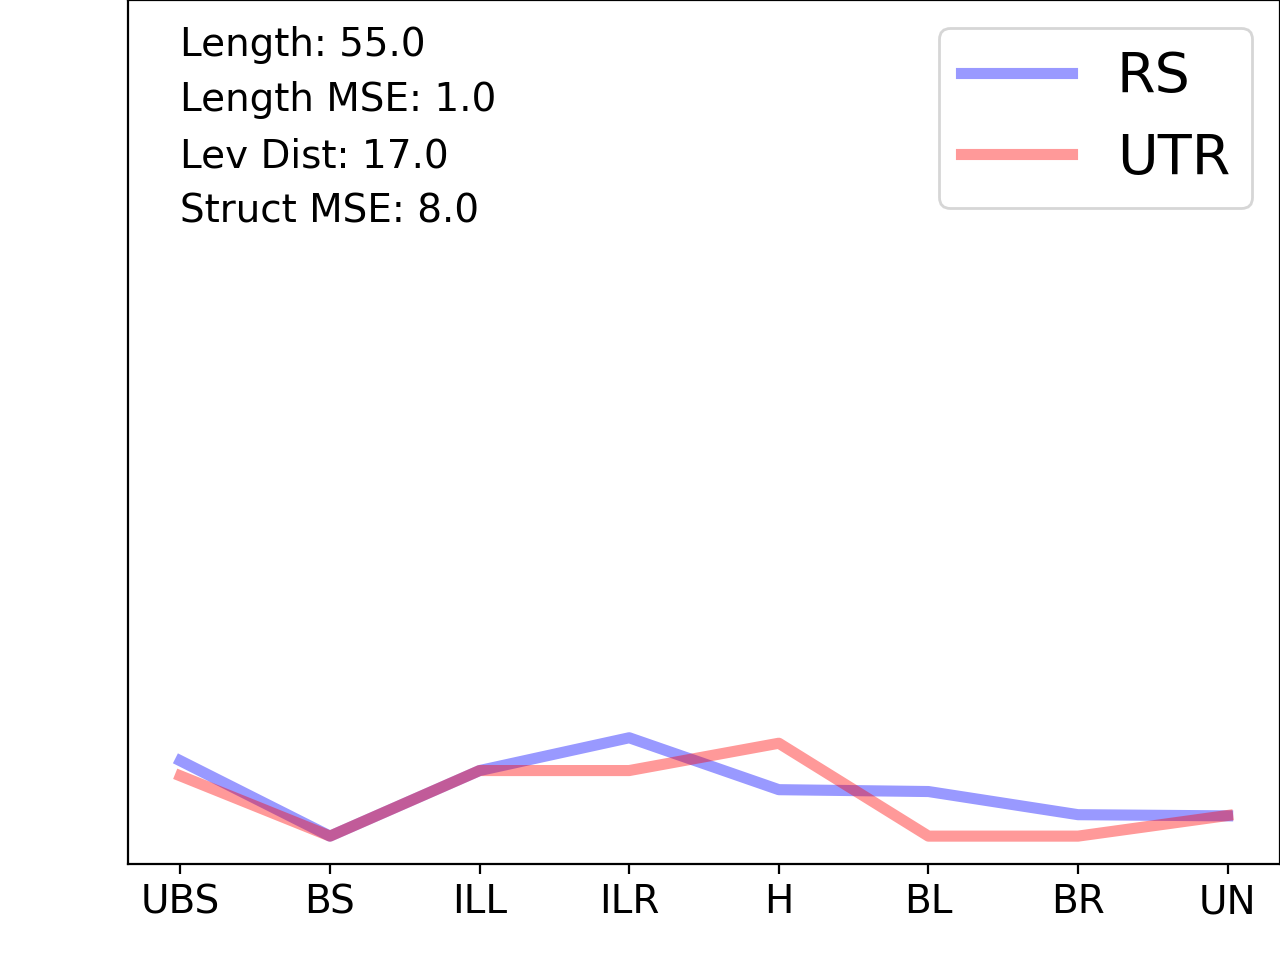 Length: 55.0
Length MSE: 1.0
Lev Dist: 17.0
Struct MSE: 8.0
RS
UTR
UBS BS ILL ILR H BL BR UN